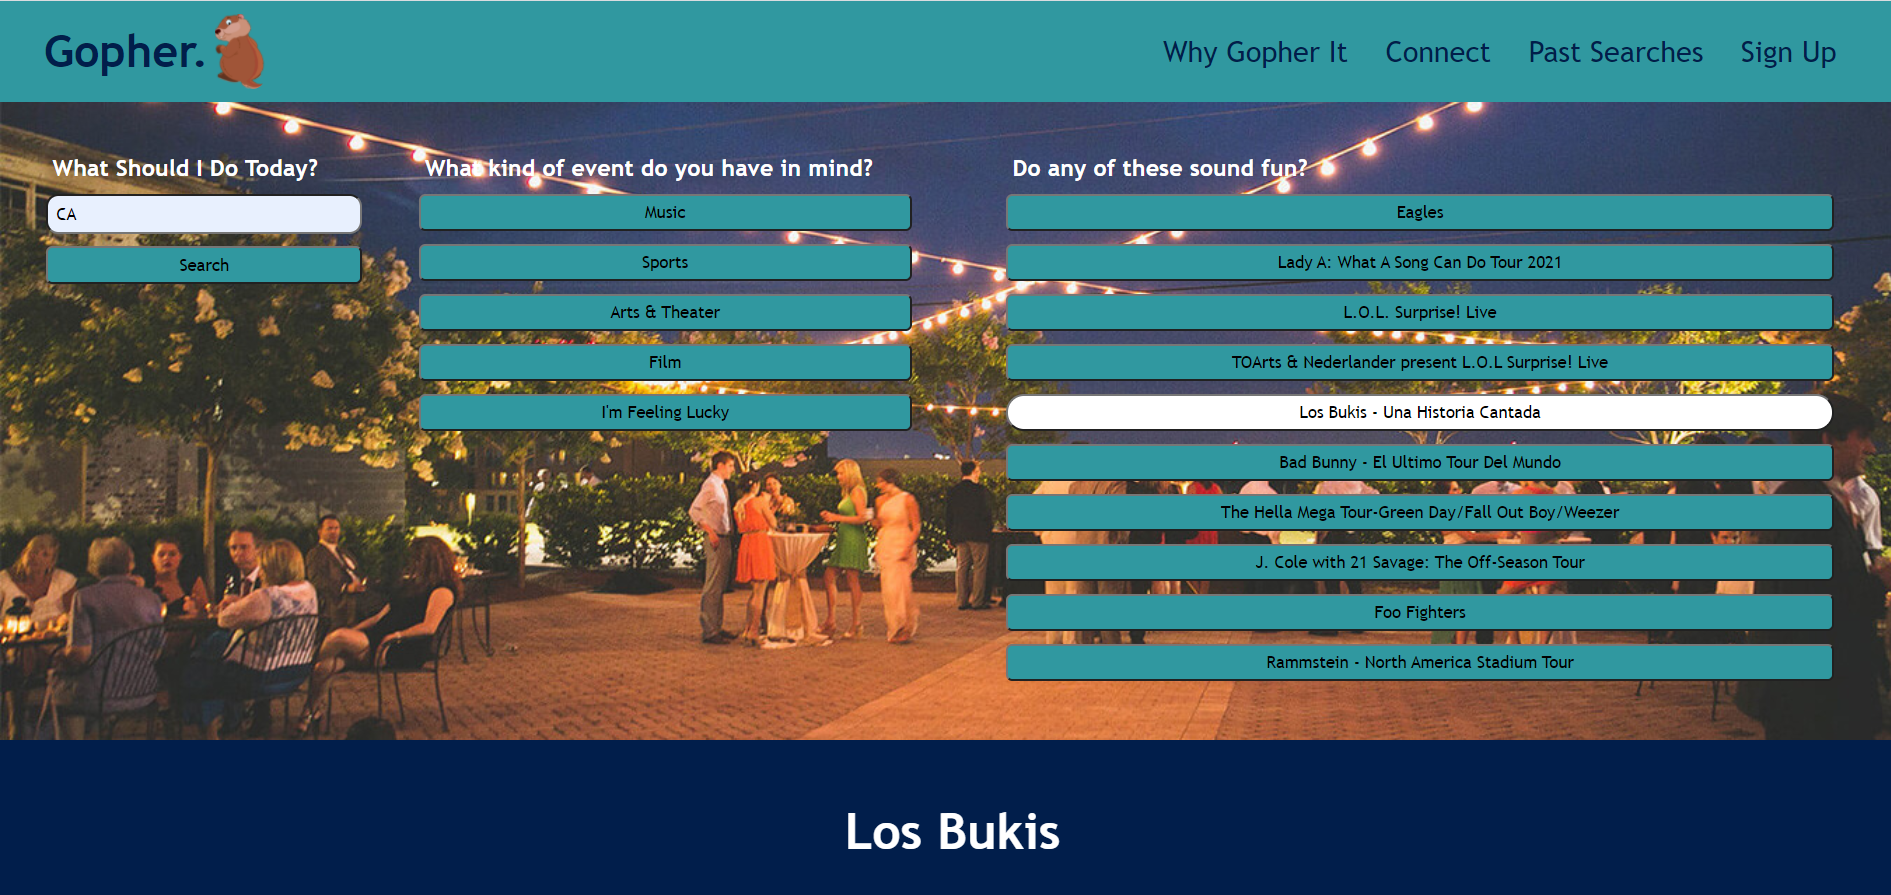 Gopher.
Why Gopher It
Connect
Past Searches
Sign Up
What Should I Do Today?
CA
Search
What kind of event do you have in mind?
Music
Sports
Arts & Theater
Film
I'm Feeling Lucky
Do any of these sound fun?
Eagles
Lady A: What A Song Can Do Tour 2021
L.O.L. Surprise! Live
TOArts & Nederlander present L.O.L Surprise! Live
Los Bukis - Una Historia Cantada
Bad Bunny - El Ultimo Tour Del Mundo
The Hella Mega Tour-Green Day/Fall Out Boy/Weezer
J. Cole with 21 Savage: The Off-Season Tour
Foo Fighters
Rammstein - North America Stadium Tour
Los Bukis